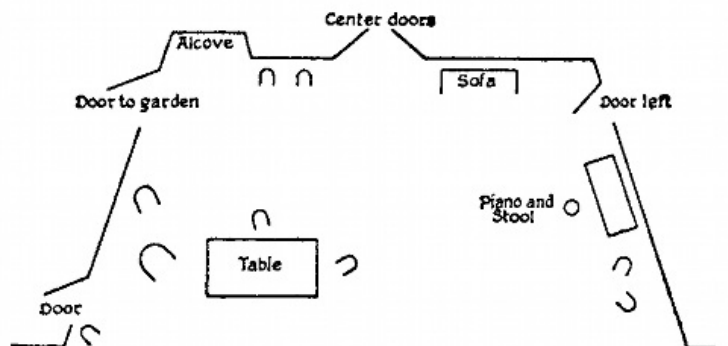 Center doors
Alcove
Sofa
Door to garden
Door left
Piano and
Stool
Table
Door